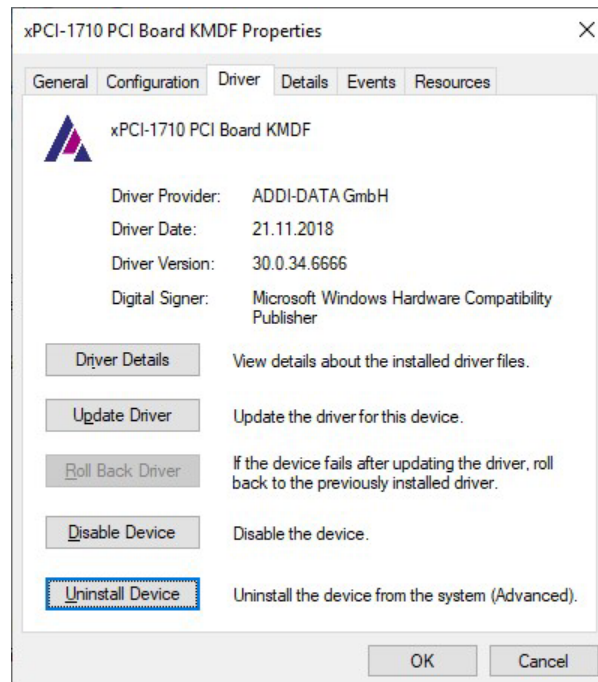 xPCI-1710 PCI Board KMDF Properties
General Configuration Driver Details Events Resources
xPCI-1710 PCI Board KMDF
Driver Provider: ADDI-DATA GmbH
Driver Date: 21.11.2018
Driver Version: 30.0.34.6666
Digital Signer: Microsoft Windows Hardware Compatibility
Publisher
Driver Details View details about the installed driver files.
Update Driver Update the driver for this device.
Roll Back Driver If the device fails after updating the driver, roll
back to the previously installed driver.
Disable Device Disable the device.
Uninstall Device Uninstall the device from the system (Advanced).
OK Cancel